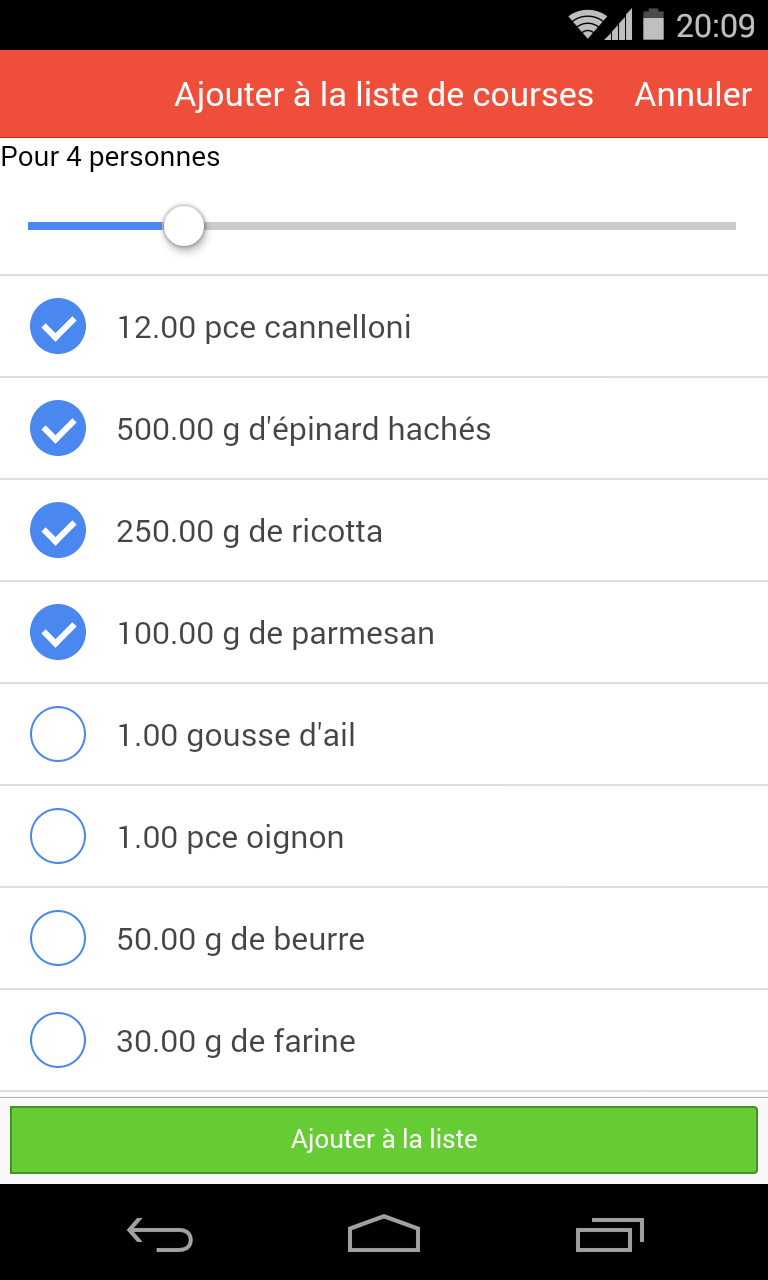 20:09
Ajouter à la liste de courses Annuler
Pour 4 personnes
12.00 pce cannelloni
500.00 g d'épinard hachés
250.00 g de ricotta
100.00 g de parmesan
1.00 gousse d'ail
1.00 pce oignon
50.00 g de beurre
30.00 g de farine
Ajouter à la liste